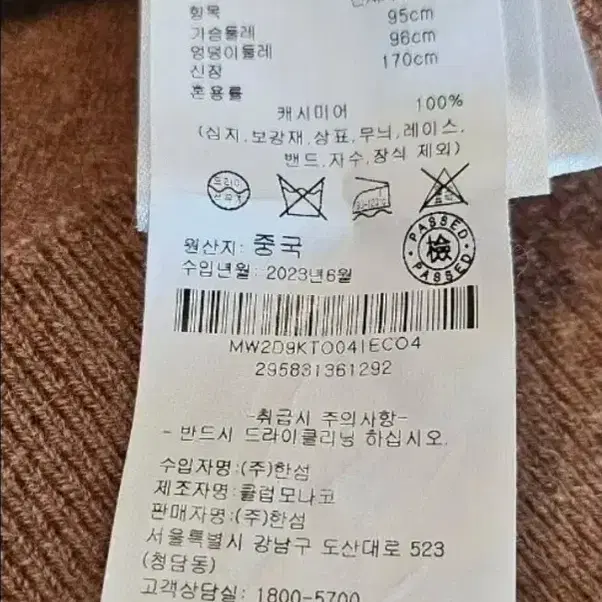 항목
가슴둘레 95cm
엉덩이둘레 96cm
신장 170cm
혼용률
캐시미어 100%
(심지,보강재,상표,무늬,레이스,
밴드,자수,장식 제외)
드라이
PASSED 檢 PASSED
원산지: 중국
수입년월: 2023년6월
MW2D9KTO04IECO4
295831361292
-취급시 주의사항-
- 반드시 드라이클리닝 하십시오.
수입자명:(주)한섬
제조자명:클럽모나코
판매자명:(주)한섬
서울특별시 강남구 도산대로 523
(청담동)
고객상담실: 1800-5700